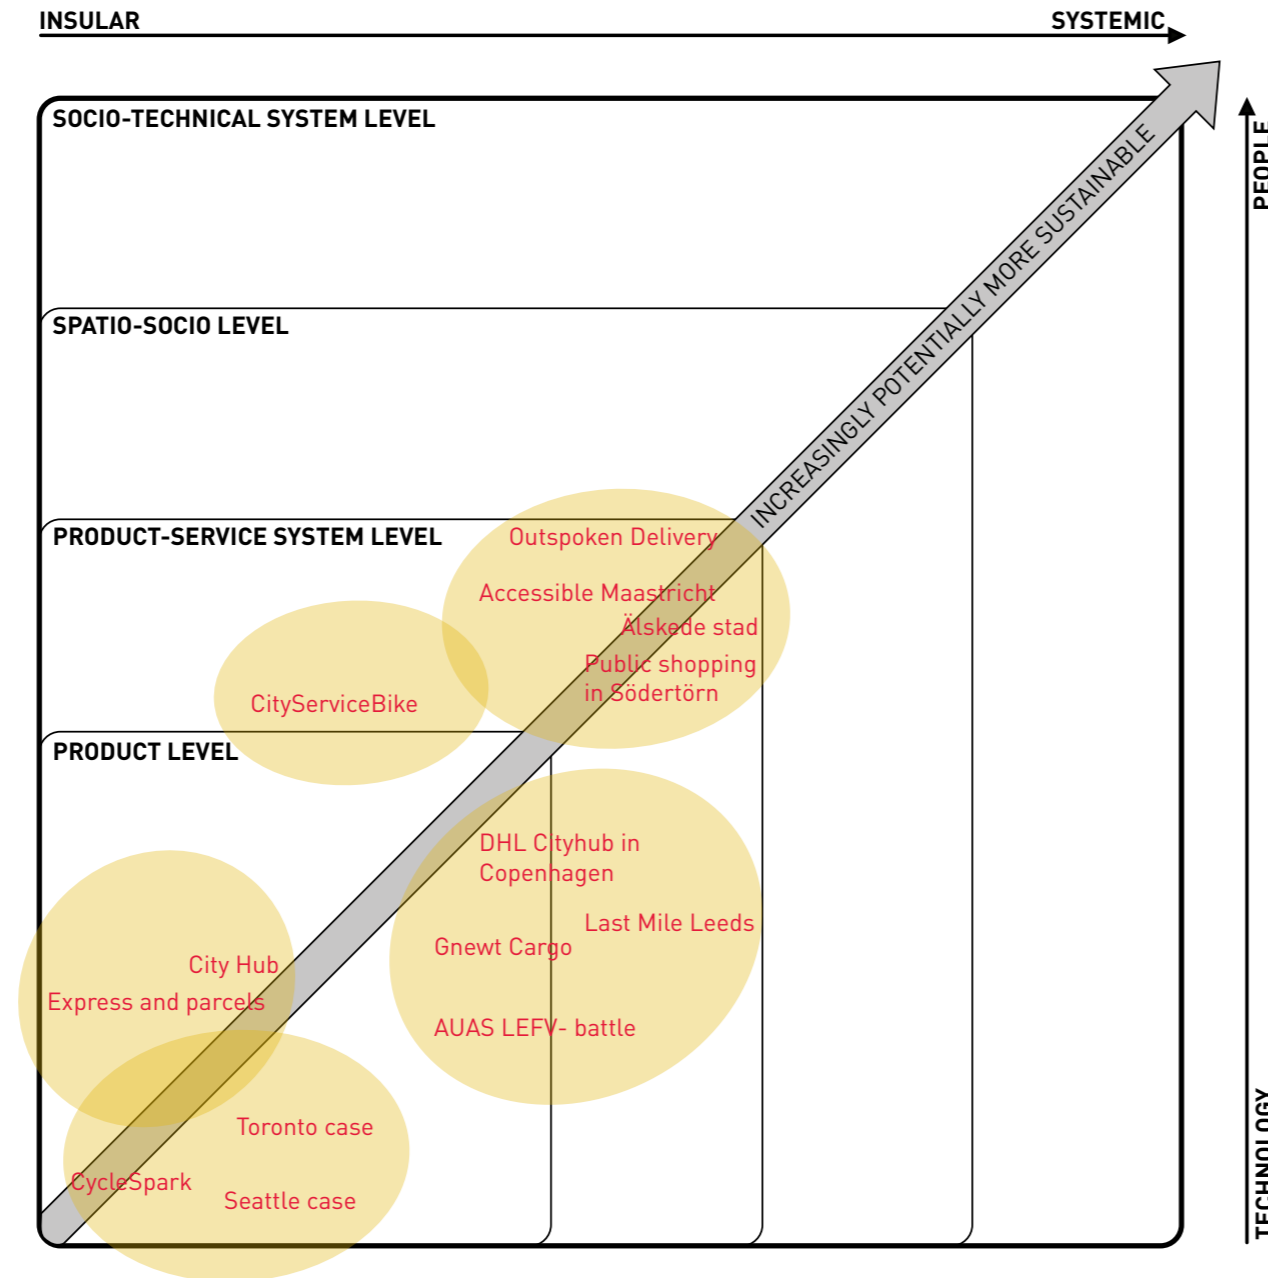 INSULAR
SYSTEMIC
PEOPLE
SOCIO-TECHNICAL SYSTEM LEVEL
INCREASINGLY POTENTIALLY MORE SUSTAINABLE
SPATIO-SOCIO LEVEL
PRODUCT-SERVICE SYSTEM LEVEL
Outspoken Delivery
Accessible Maastricht
Älskede stad
Public shopping
in Södertörn
CityServiceBike
PRODUCT LEVEL
DHL Cityhub in
Copenhagen
Last Mile Leeds
Gnewt Cargo
City Hub
Express and parcels
AUAS LEFV- battle
Toronto case
CycleSpark
Seattle case
TECHNOLOGY